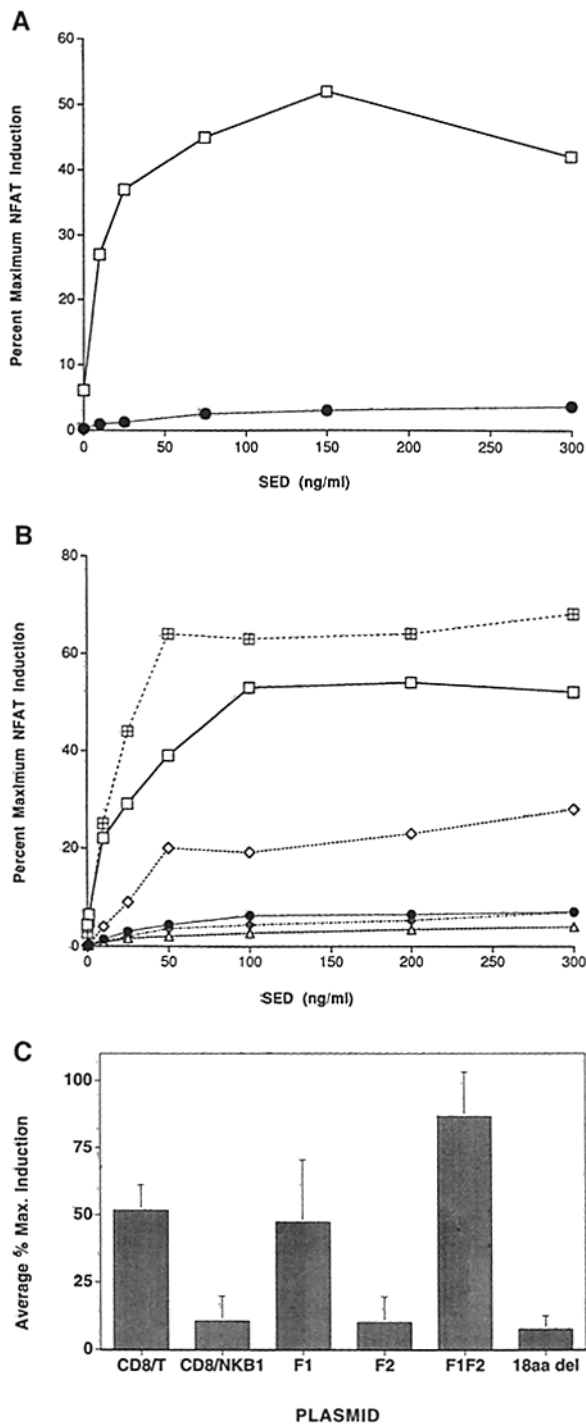 A
60
50
40
30
20
10
0
0 50 100 150 200 250 300
Percent Maximum NFAT Induction
SED (ng/ml)
B
80
60
40
20
0
0 50 100 150 200 250 300
Percent Maximum NFAT Induction
SED (ng/ml)
C
100
75
50
25
0
Average % Max. Induction
CD8/T CD8/NKB1 F1 F2 F1F2 18aa del
PLASMID